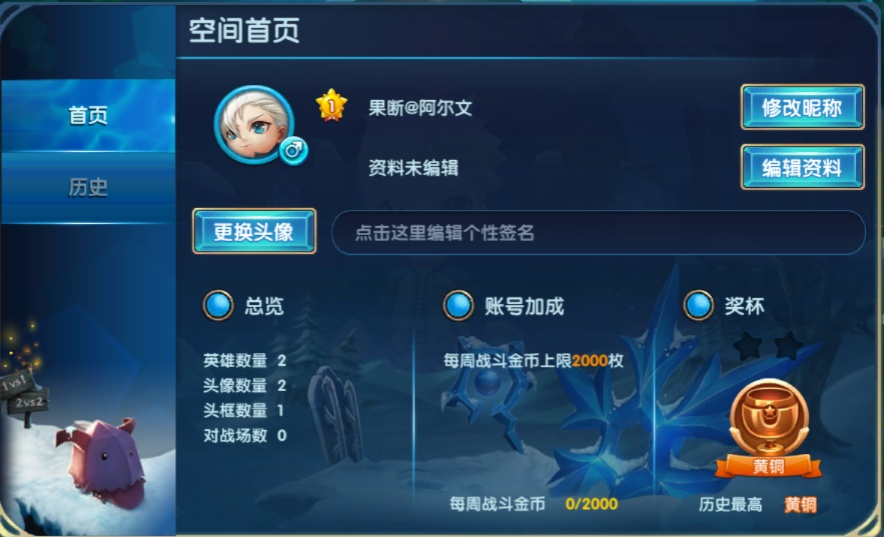 空间首页
首页
历史
1
果断@阿尔文
修改昵称
资料未编辑
编辑资料
更换头像
点击这里编辑个性签名
总览
账号加成
奖杯
英雄数量 2
头像数量 2
头框数量 1
对战场数 0
每周战斗金币上限2000枚
1vs1
2vs2
黄铜
每周战斗金币 0/2000
历史最高 黄铜